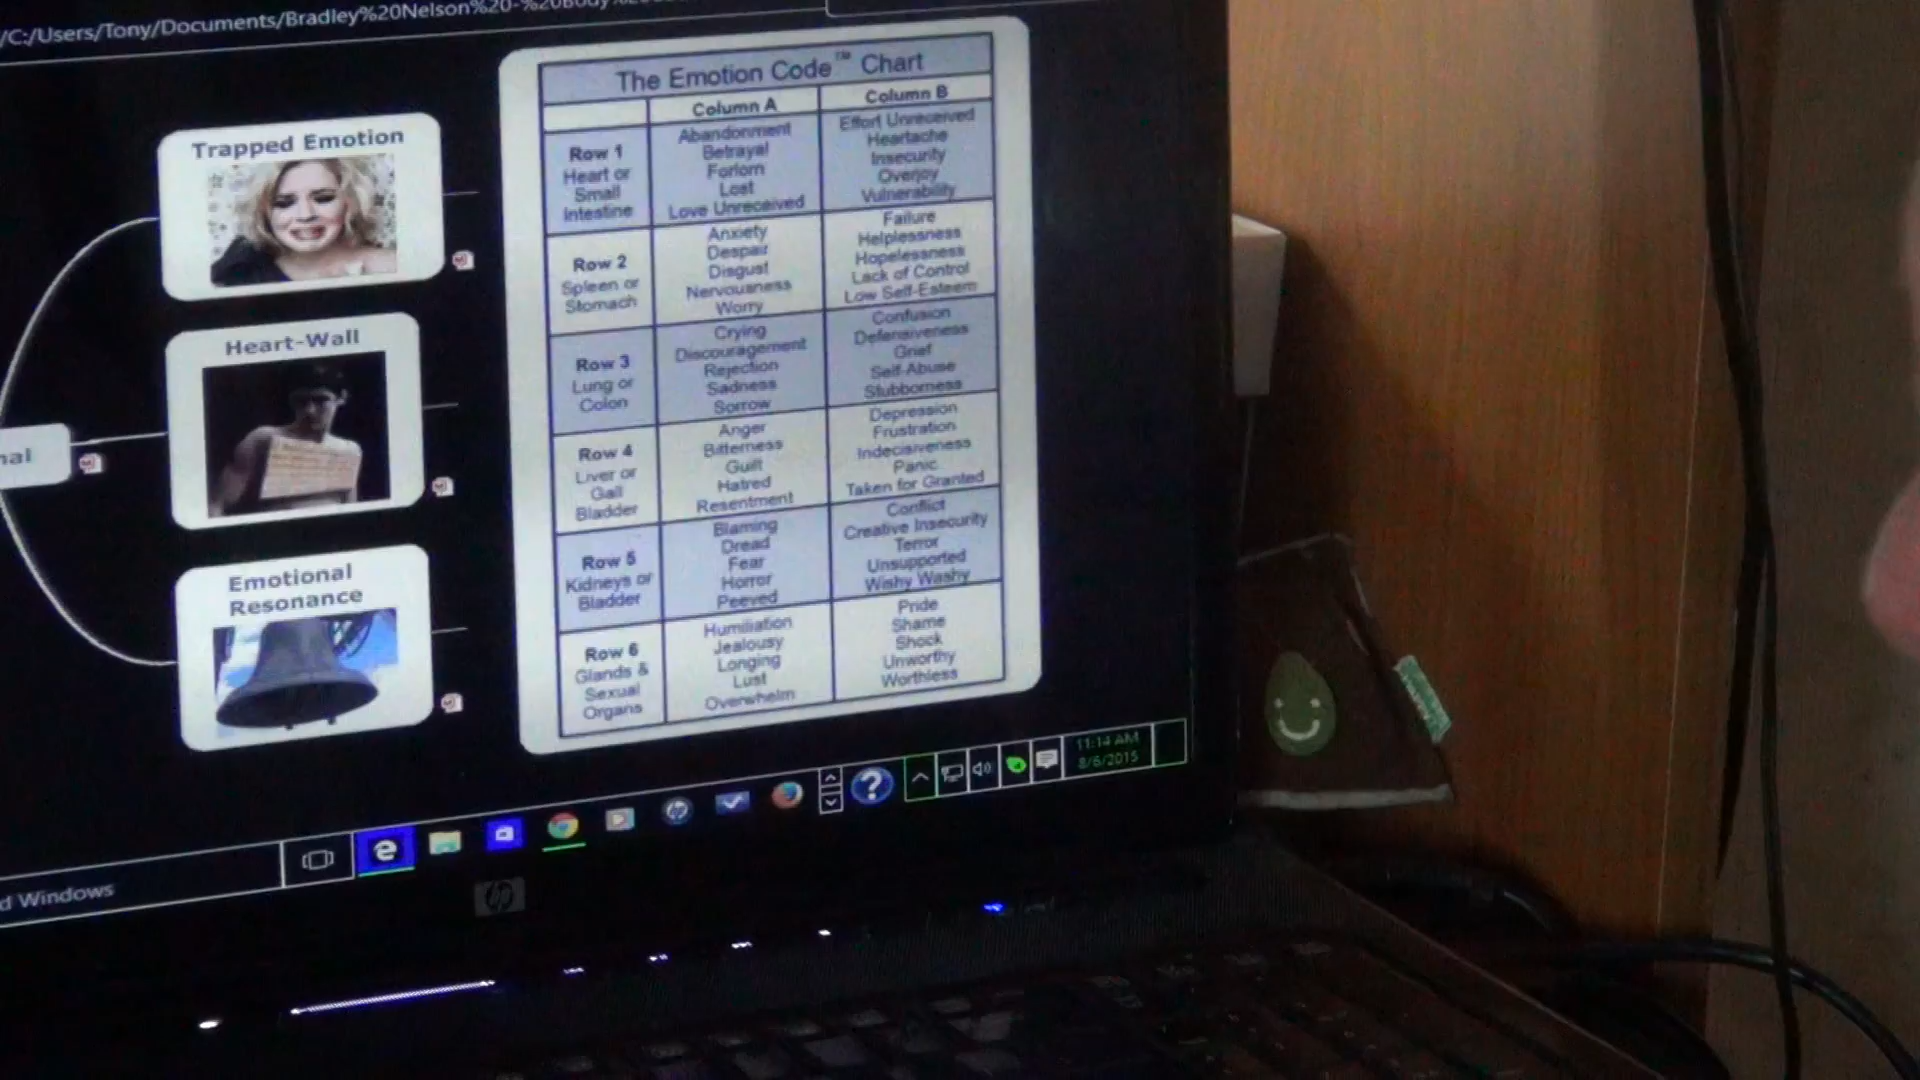 /C:/Users/Tony/Documents/Bradley%20Nelson%20-%20Body%20
Trapped Emotion
Heart-Wall
nal
Emotional
Resonance
The Emotion Code™ Chart
Column A
Column B
Row 1
Heart or
Small
Intestine
Abandonment
Betrayal
Forlorn
Lost
Love Unreceived
Effort Unreceived
Heartache
Insecurity
Overjoy
Vulnerability
Row 2
Spleen or
Stomach
Anxiety
Despair
Disgust
Nervousness
Worry
Failure
Helplessness
Hopelessness
Lack of Control
Low Self-Esteem
Row 3
Lung or
Colon
Crying
Discouragement
Rejection
Sadness
Sorrow
Confusion
Defensiveness
Grief
Self-Abuse
Stubborness
Row 4
Liver or
Gall
Bladder
Anger
Bitterness
Guilt
Hatred
Resentment
Depression
Frustration
Indecisiveness
Panic
Taken for Granted
Row 5
Kidneys or
Bladder
Blaming
Dread
Fear
Horror
Peeved
Conflict
Creative Insecurity
Terror
Unsupported
Wishy Washy
Row 6
Glands &
Sexual
Organs
Humiliation
Jealousy
Longing
Lust
Overwhelm
Pride
Shame
Shock
Unworthy
Worthless
11:14 AM
8/6/2015
d Windows
hp